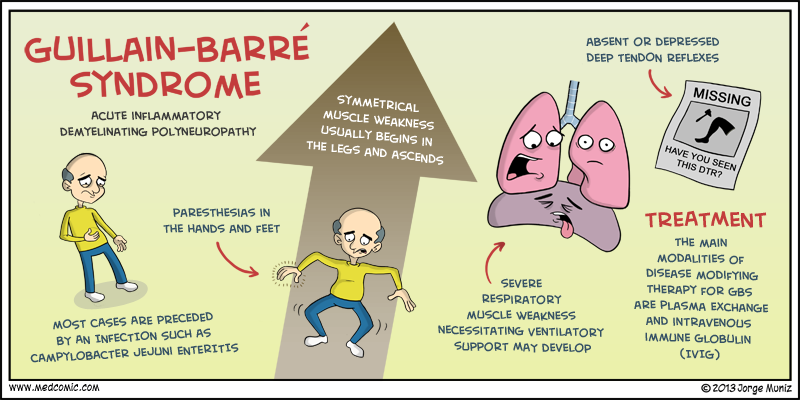 GUILLAIN-BARRÉ
SYNDROME
ACUTE INFLAMMATORY
DEMYELINATING POLYNEUROPATHY
MOST CASES ARE PRECEDED
BY AN INFECTION SUCH AS
CAMPYLOBACTER JEJUNI ENTERITIS
PARESTHESIAS IN
THE HANDS AND FEET
SYMMETRICAL
MUSCLE WEAKNESS
USUALLY BEGINS IN
THE LEGS AND ASCENDS
SEVERE
RESPIRATORY
MUSCLE WEAKNESS
NECESSITATING VENTILATORY
SUPPORT MAY DEVELOP
ABSENT OR DEPRESSED
DEEP TENDON REFLEXES
MISSING
HAVE YOU SEEN
THIS DTR?
TREATMENT
THE MAIN
MODALITIES OF
DISEASE MODIFYING
THERAPY FOR GBS
ARE PLASMA EXCHANGE
AND INTRAVENOUS
IMMUNE GLOBULIN
(IVIG)
www.medcomic.com
© 2013 Jorge Muniz